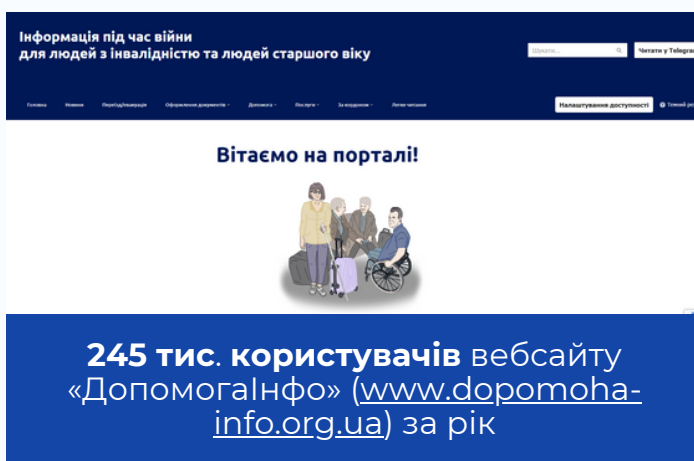 Інформація під час війни
для людей з інвалідністю та людей старшого віку
Шукати...
Читати у Telegram
Головна Новини Переїзд/евакуація Оформлення документів Допомога Послуги За кордоном Легке читання
Налаштування доступності Темний
Вітаємо на порталі!
245 тис. користувачів вебсайту
«ДопомогаІнфо» (www.dopomoha-
info.org.ua) за рік